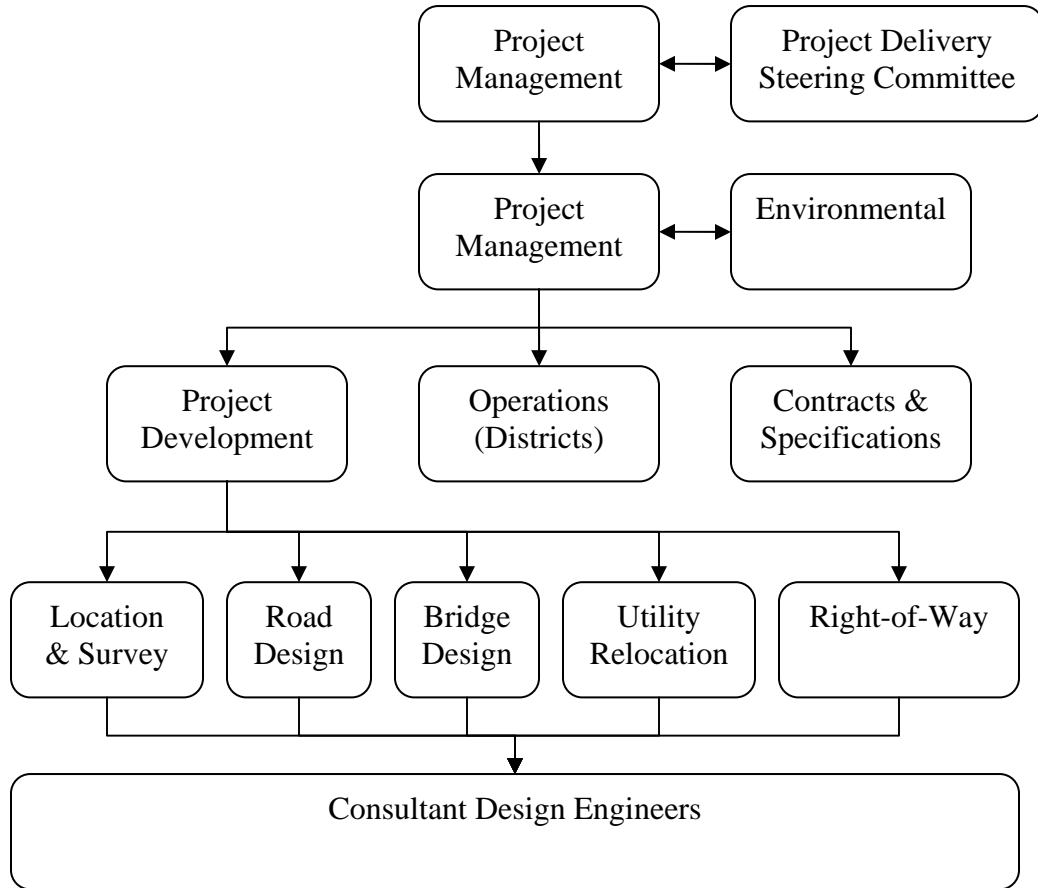 Project
Management
Project Delivery
Steering Committee
Project
Management
Environmental
Project
Development
Operations
(Districts)
Contracts &
Specifications
Location
& Survey
Road
Design
Bridge
Design
Utility
Relocation
Right-of-Way
Consultant Design Engineers